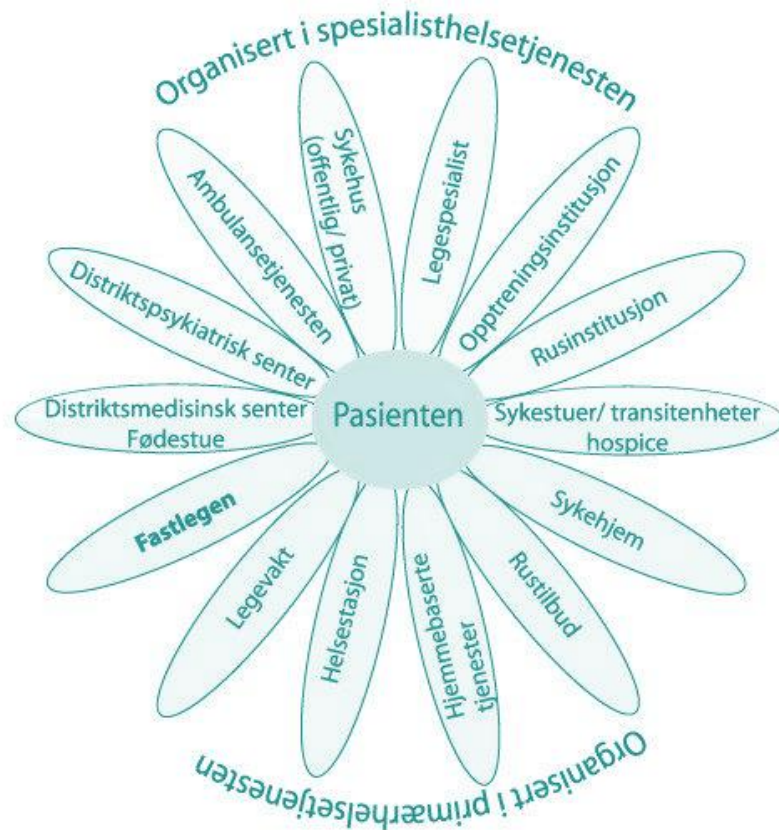 Organisert i spesialisthelsetjenesten
Sykehus
(offentlig/ privat)
Legespesialist
Ambulansetjenesten
Opptreningsinstitusjon
Distriktspsykiatrisk senter
Rusinstitusjon
Distriktsmedisinsk senter
Fødestue
Pasienten
Sykestuer/ transitenheter
hospice
Fastlegen
Sykehjem
Legevakt
Rustilbud
Helsestasjon
Hjemmebaserte
tjenester
Organisert i primærhelsetjenesten